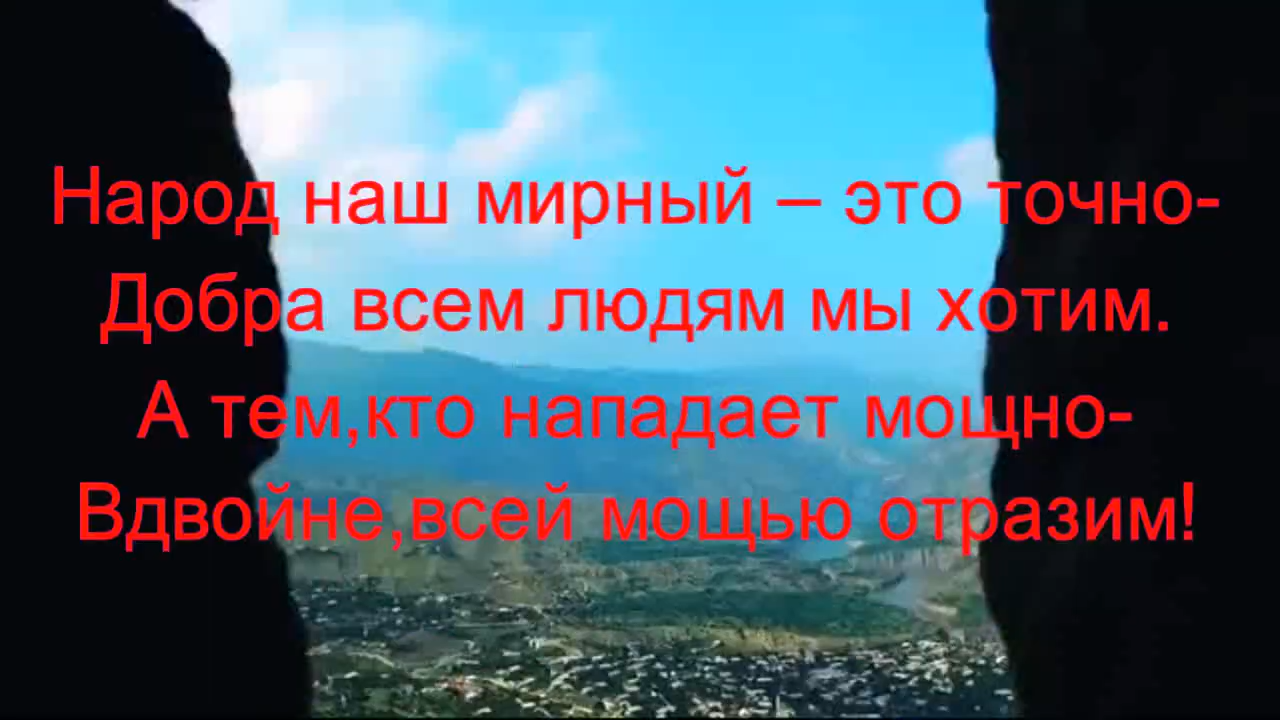 Народ наш мирный – это точно-
Добра всем людям мы хотим.
А тем,кто нападает мощно-
Вдвойне,всей мощью отразим!